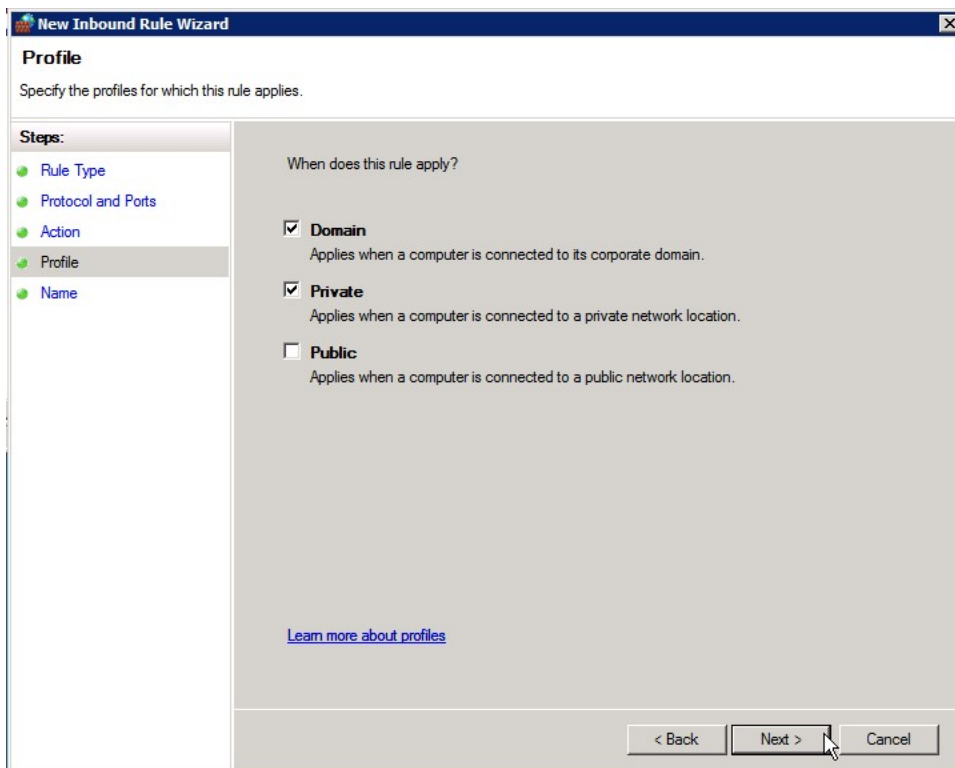 New Inbound Rule Wizard
Profile
Specify the profiles for which this rule applies.
Steps:
Rule Type
Protocol and Ports
Action
Profile
Name
When does this rule apply?
Domain
Applies when a computer is connected to its corporate domain.
Private
Applies when a computer is connected to a private network location.
Public
Applies when a computer is connected to a public network location.
Learn more about profiles
< Back
Next >
Cancel